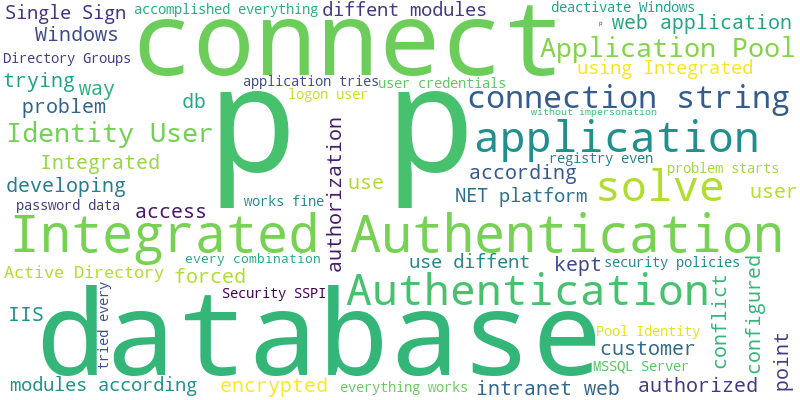 Single Sign
accomplished everything
diffent modules
deactivate Windows
Windows
connect
p
web application
Directory Groups
Application Pool
trying
way
application tries
user credentials
using Integrated
problem
db
p p
logon user
connection string
without impersonation
Identity User
authorization
application
Integrated
registry even
developing
use
according
problem starts
password data
access
works fine
NET platform
solve
user
Integrated Authentication
every combination
use diffent
kept
security policies
Active Directory
forced
Security SSPI
Authentication
conflict
configured
IIS
tried every
database
Pool Identity
customer
MSSQL Server
point
modules according
encrypted
everything works
intranet web
authorized